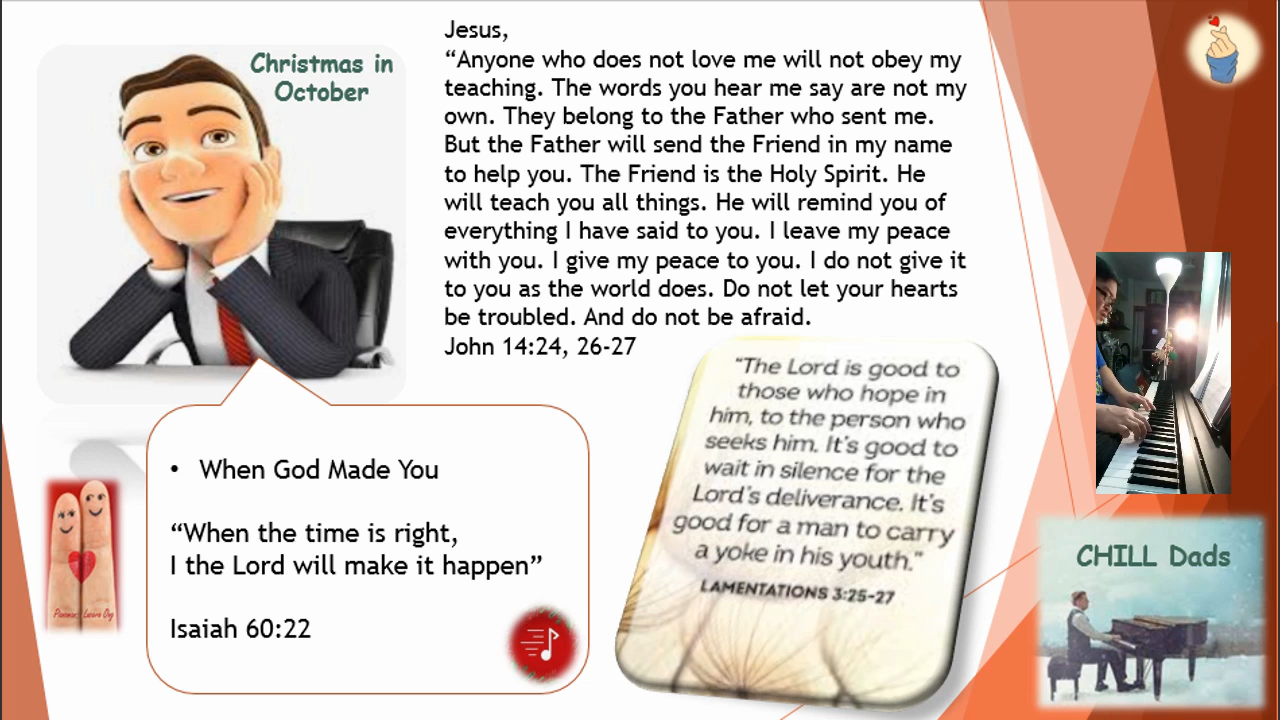 Christmas in
October
Jesus,
“Anyone who does not love me will not obey my
teaching. The words you hear me say are not my
own. They belong to the Father who sent me.
But the Father will send the Friend in my name
to help you. The Friend is the Holy Spirit. He
will teach you all things. He will remind you of
everything I have said to you. I leave my peace
with you. I give my peace to you. I do not give it
to you as the world does. Do not let your hearts
be troubled. And do not be afraid.
John 14:24, 26-27
• When God Made You
“When the time is right,
I the Lord will make it happen”
Isaiah 60:22
“The Lord is good to
those who hope in
him, to the person who
seeks him. It's good to
wait in silence for the
Lord's deliverance. It's
good for a man to carry
a yoke in his youth.”
LAMENTATIONS 3:25-27
CHILL Dads